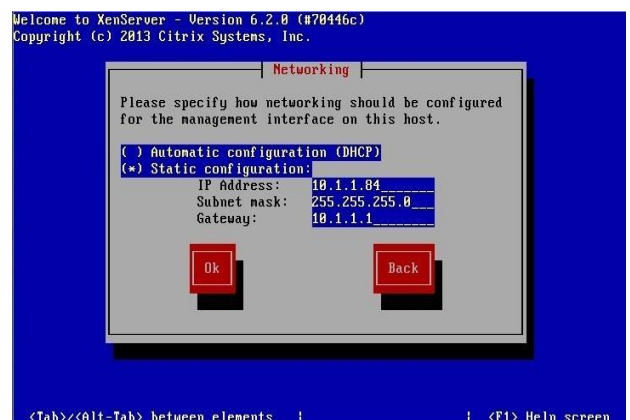 Welcome to XenServer - Version 6.2.0 (#70446c)
Copyright (c) 2013 Citrix Systems, Inc.
Networking
Please specify how networking should be configured
for the management interface on this host.
( ) Automatic configuration (DHCP)
(*) Static configuration:
IP Address: 10.1.1.84_______
Subnet mask: 255.255.255.0___
Gateway: 10.1.1.1________
Ok Back
<Tab>/<Alt-Tab> between elements | | <F1> Help screen